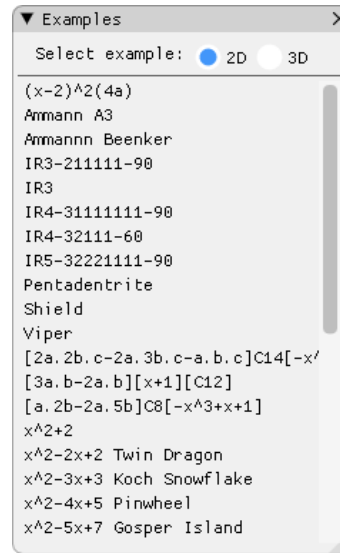 ▼ Examples ×
Select example: 2D 3D
(x-2)^2(4a)
Ammann A3
Ammannn Beenker
IR3-211111-90
IR3
IR4-31111111-90
IR4-32111-60
IR5-32221111-90
Pentadentrite
Shield
Viper
[2a.2b.c-2a.3b.c-a.b.c]C14[-x^
[3a.b-2a.b][x+1][C12]
[a.2b-2a.5b]C8[-x^3+x+1]
x^2+2
x^2-2x+2 Twin Dragon
x^2-3x+3 Koch Snowflake
x^2-4x+5 Pinwheel
x^2-5x+7 Gosper Island